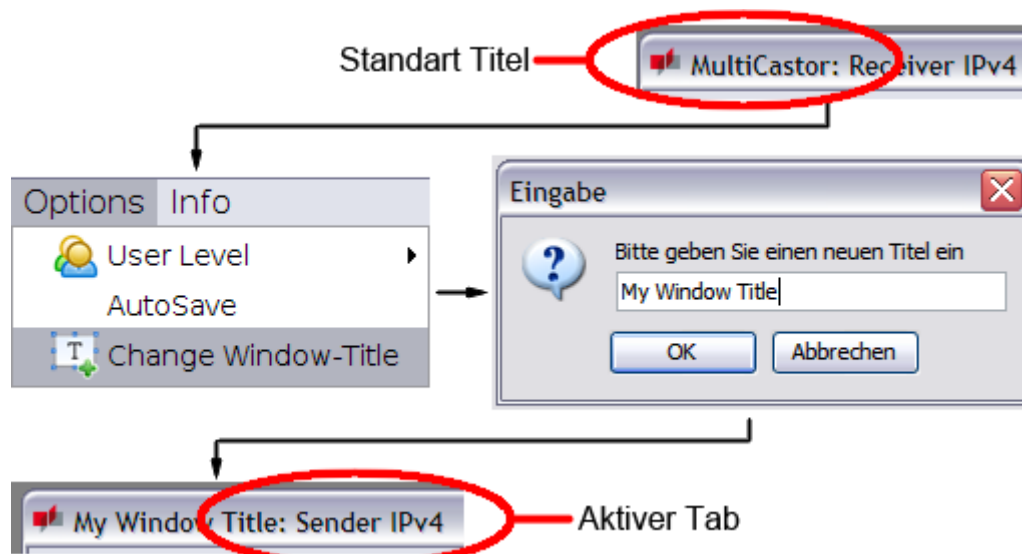 Standart Titel
MultiCastor: Receiver IPv4
Options Info
User Level
AutoSave
T Change Window-Title
Eingabe
? Bitte geben Sie einen neuen Titel ein
My Window Title
OK Abbrechen
My Window Title: Sender IPv4
Aktiver Tab